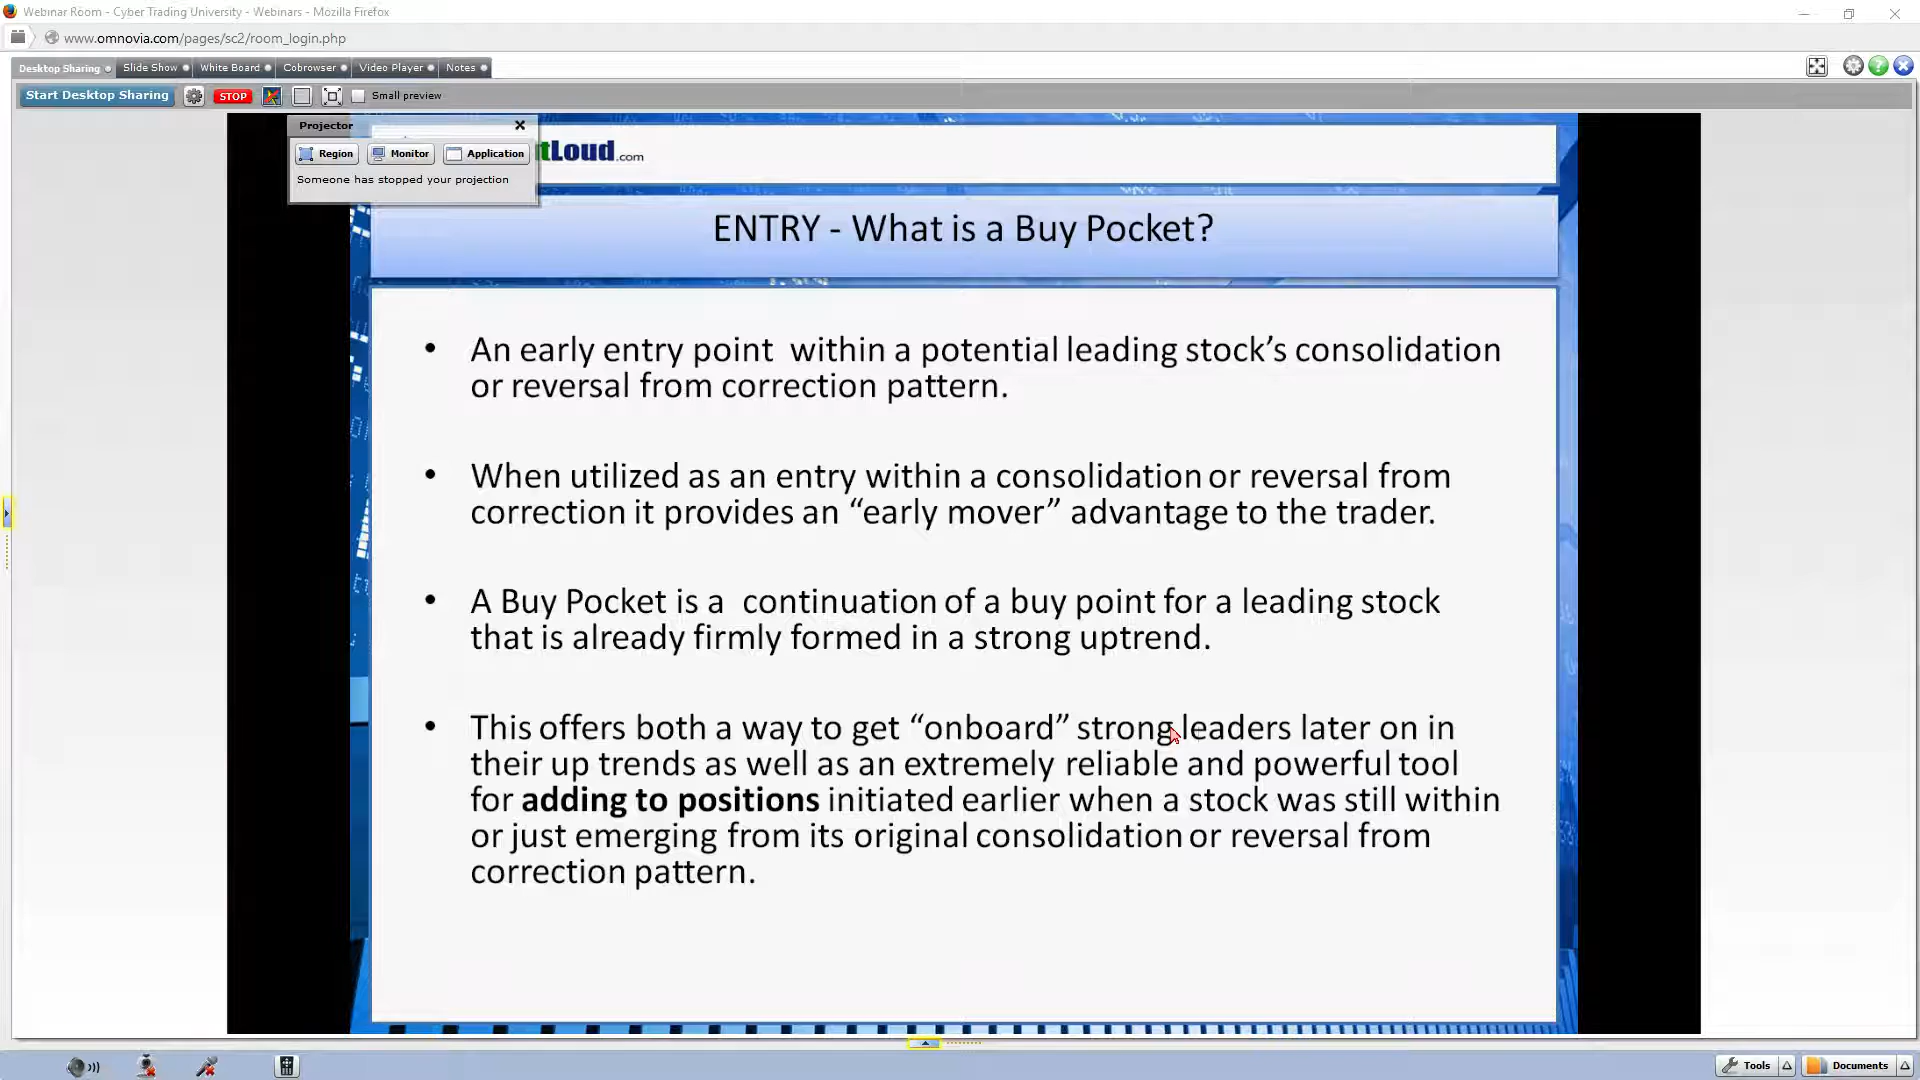 Webinar Room - Cyber Trading University - Webinars - Mozilla Firefox
www.omnovia.com/pages/sc2/room_login.php
Desktop Sharing Slide Show White Board Cobrowser Video Player Notes
Start Desktop Sharing STOP Small preview
Projector
Region Monitor Application
Someone has stopped your projection
tLoud.com
ENTRY - What is a Buy Pocket?
• An early entry point within a potential leading stock’s consolidation
or reversal from correction pattern.
• When utilized as an entry within a consolidation or reversal from
correction it provides an “early mover” advantage to the trader.
• A Buy Pocket is a continuation of a buy point for a leading stock
that is already firmly formed in a strong uptrend.
• This offers both a way to get “onboard” strong leaders later on in
their up trends as well as an extremely reliable and powerful tool
for adding to positions initiated earlier when a stock was still within
or just emerging from its original consolidation or reversal from
correction pattern.
Tools Documents